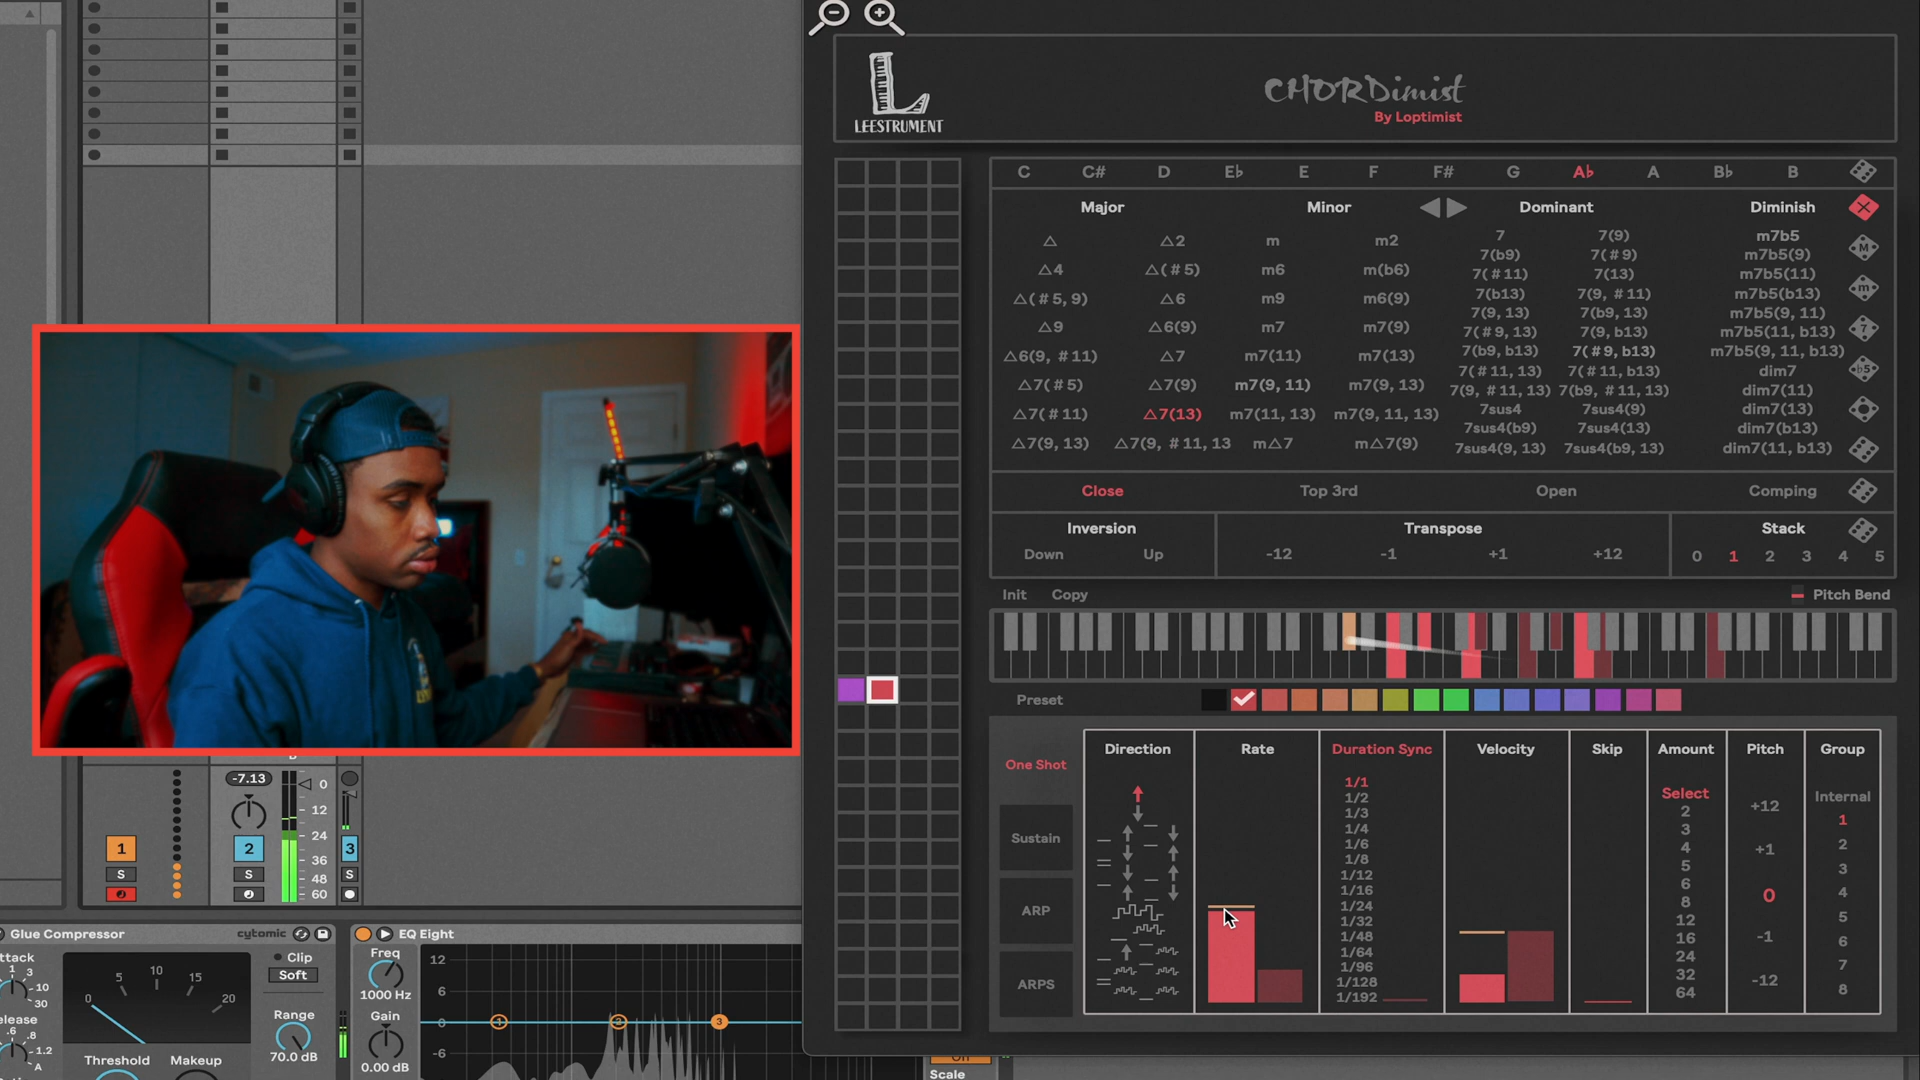 LEESTRUMENT
CHORDimist
By Loptimist
C C# D E♭ E F F# G A♭ A B♭ B
Major Minor Dominant Diminish
△ △2 m m2 7 7(9) m7b5
7(b9) 7(#9) m7b5(9)
△4 △(#5) m6 m(b6) 7(#11) 7(13) m7b5(11)
△(#5, 9) △6 m9 m6(9) 7(b13) 7(9, #11) m7b5(b13)
7(9, 13) 7(b9, 13) m7b5(9, 11)
△9 △6(9) m7 m7(9) 7(#9, 13) 7(9, b13) m7b5(11, b13)
△6(9, #11) △7 m7(11) m7(13) 7(b9, b13) 7(#9, b13) m7b5(9, 11, b13)
7(#11, 13) 7(#11, b13) dim7
△7(#5) △7(9) m7(9, 11) m7(9, 13) 7(9, #11, 13) 7(b9, #11, 13) dim7(11)
△7(#11) △7(13) m7(11, 13) m7(9, 11, 13) 7sus4 7sus4(9) dim7(13)
7sus4(b9) 7sus4(13) dim7(b13)
△7(9, 13) △7(9, #11, 13 m△7 m△7(9) 7sus4(9, 13) 7sus4(b9, 13) dim7(11, b13)
M
m
7
b5
Close Top 3rd Open Comping
Inversion Transpose Stack
Down Up -12 -1 +1 +12 0 1 2 3 4 5
Init Copy Pitch Bend
Preset
One Shot
Sustain
ARP
ARPS
Direction Rate Duration Sync Velocity Skip Amount Pitch Group
1/1
1/2
1/3
1/4
1/6
1/8
1/12
1/16
1/24
1/32
1/48
1/64
1/96
1/128
1/192
Select
2
3
4
5
6
8
12
16
24
32
64
+12
+1
0
-1
-12
Internal
1
2
3
4
5
6
7
8
-7.13
0
12
24
36
48
60
1 2 3
S S S
Glue Compressor cytomic
ttack
1 3
10
30
0 5 10 15 20
Clip
Soft
elease
.6
.8
1.2
A
Range
70.0 dB
Threshold Makeup
EQ Eight
Freq
1000 Hz
Gain
0.00 dB
12
6
0
-6
1 2 3
Scale